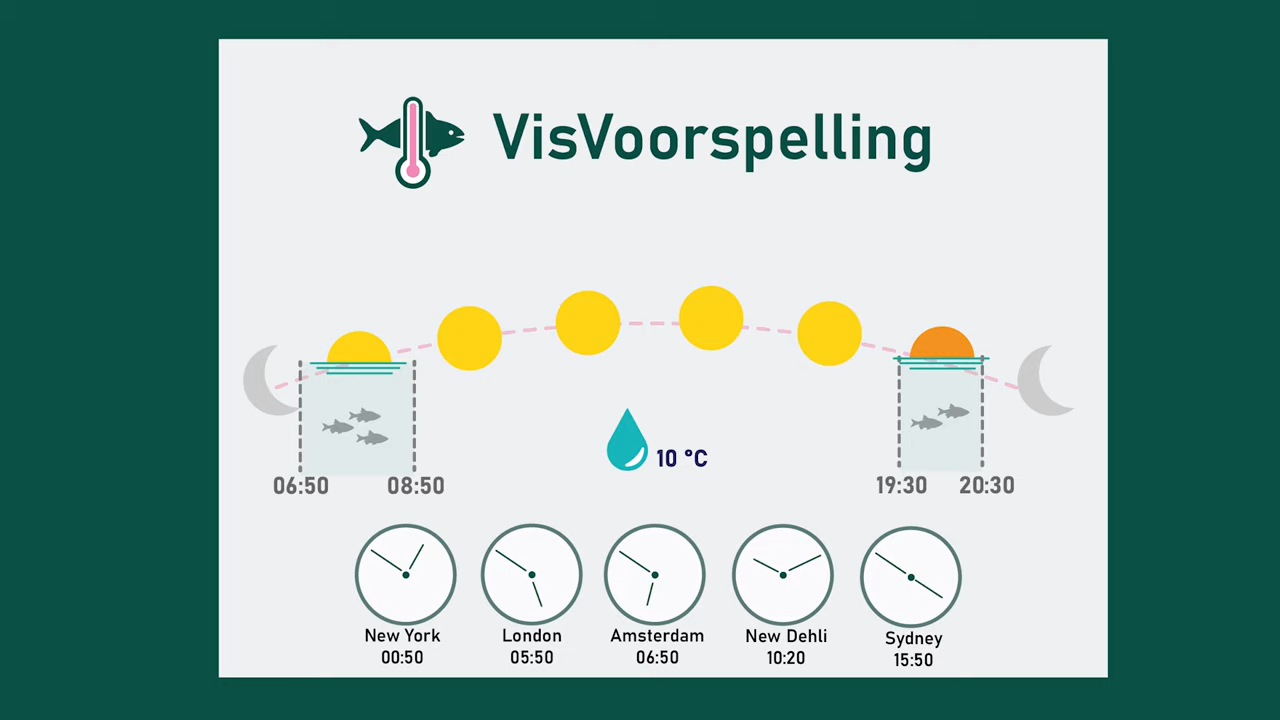 VisVoorspelling
10 °C
06:50 08:50 19:30 20:30
New York London Amsterdam New Dehli Sydney
00:50 05:50 06:50 10:20 15:50